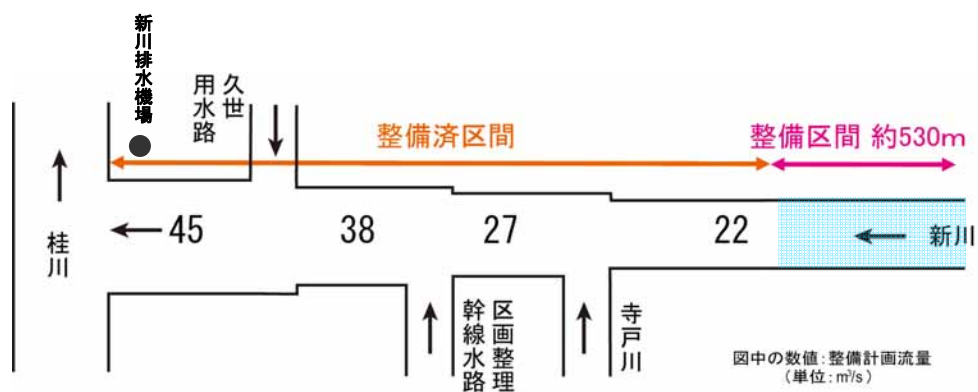 新川排水機場
久世
用水路
整備済区間
整備区間 約530m
桂川
45
38
27
22
新川
区画整理
幹線水路
寺戸川
図中の数値:整備計画流量
(単位:m³/s)